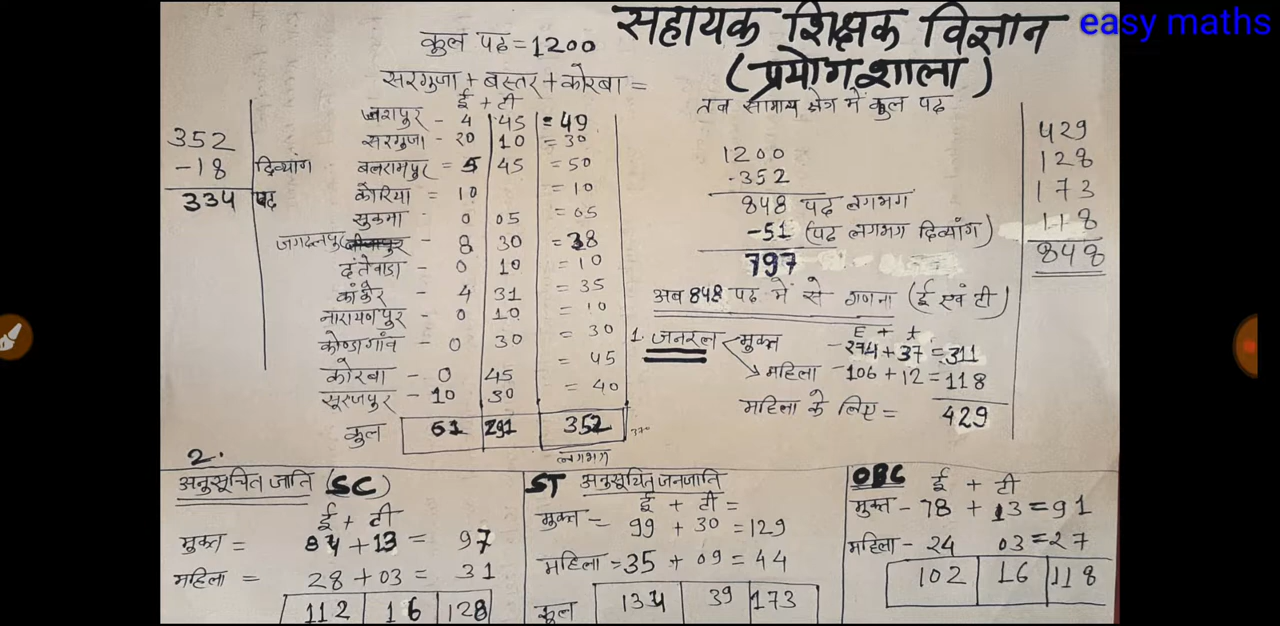 easy maths
सहायक शिक्षक विज्ञान
(प्रयोगशाला)
कुल पद = 1200
सरगुजा + बस्तर + कोरबा =
ई + टी
जशपुर - 4 45 = 49
सरगुजा - 20 10 = 30
बलरामपुर = 5 45 = 50
कोरिया = 10 = 10
सुकमा - 0 05 = 05
जगदलपुर - 8 30 = 38
दंतेवाडा - 0 10 = 10
कांकेर - 4 31 = 35
नारायणपुर - 0 10 = 10
कोण्डागाँव - 0 30 = 30
कोरबा - 0 45 = 45
सूरजपुर - 10 30 = 40
कुल 61 291 352
लगभग
352
-18 दिव्यांग
334 पद
तब सामान्य क्षेत्र में कुल पद
1200
-352
848 पद लगभग
-51 (पद लगभग दिव्यांग)
797
429
128
173
118
848
अब 848 पद में से गणना (ई एवं टी)
E + t
1. जनरल मुक्त - 274 + 37 = 311
महिला - 106 + 12 = 118
महिला के लिए = 429
2.
अनुसूचित जाति (SC)
ई + टी
मुक्त = 84 + 13 = 97
महिला = 28 + 03 = 31
112 16 128
ST अनुसूचित जनजाति
ई + टी =
मुक्त = 99 + 30 = 129
महिला = 35 + 09 = 44
कुल 134 39 173
OBC ई + टी
मुक्त - 78 + 13 = 91
महिला - 24 03 = 27
102 16 118